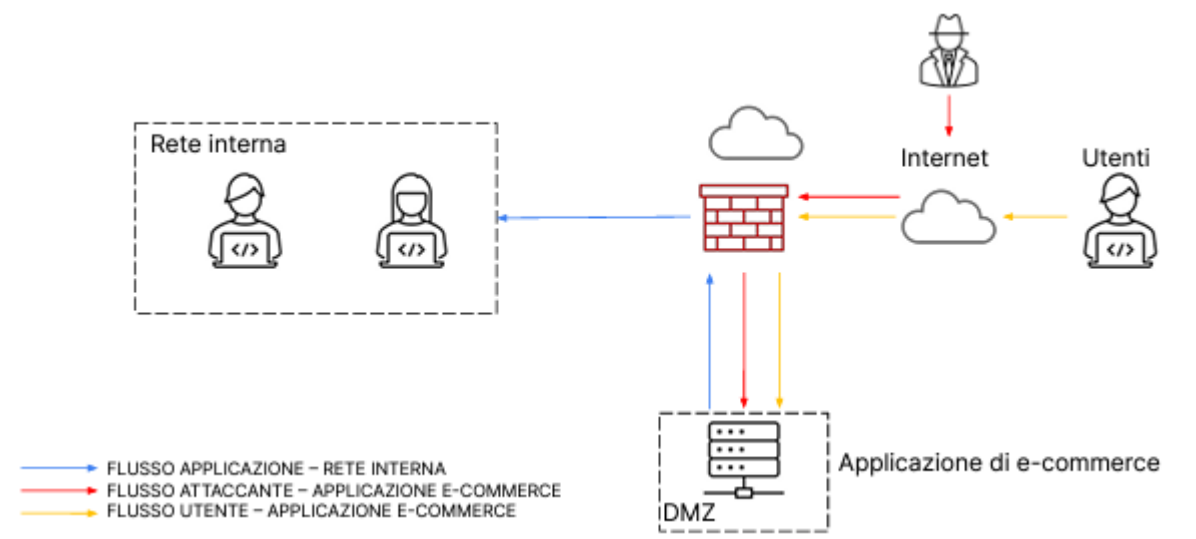 Rete interna
Internet
Utenti
</>
</>
</>
Applicazione di e-commerce
DMZ
FLUSSO APPLICAZIONE – RETE INTERNA
FLUSSO ATTACCANTE – APPLICAZIONE E-COMMERCE
FLUSSO UTENTE – APPLICAZIONE E-COMMERCE